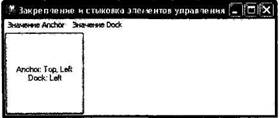 Закрепление и стыковка элементов управления
Значение Anchor Значение Dock
Anchor: Top, Left
Dock: Left